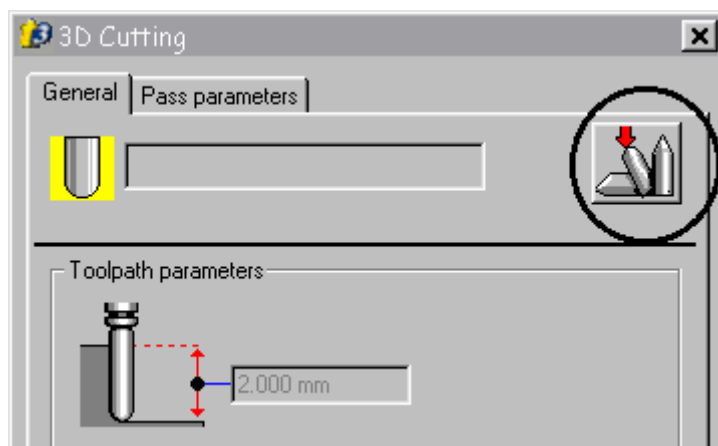 3D Cutting
General Pass parameters
Toolpath parameters
2.000 mm